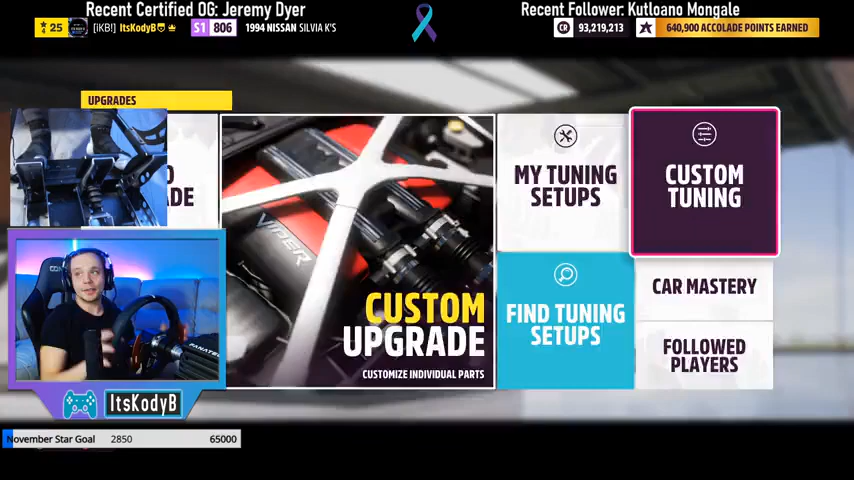 Recent Certified OG: Jeremy Dyer
Recent Follower: Kutloano Mongale
25 [iKB!] ItsKodyB S1 806 1994 NISSAN SILVIA K'S
CR 93,219,213 640,900 ACCOLADE POINTS EARNED
UPGRADES
ADE
VIPER
CUSTOM
UPGRADE
CUSTOMIZE INDIVIDUAL PARTS
MY TUNING
SETUPS
CUSTOM
TUNING
FIND TUNING
SETUPS
CAR MASTERY
FOLLOWED
PLAYERS
FANATEC
ItsKodyB
November Star Goal 2850 65000